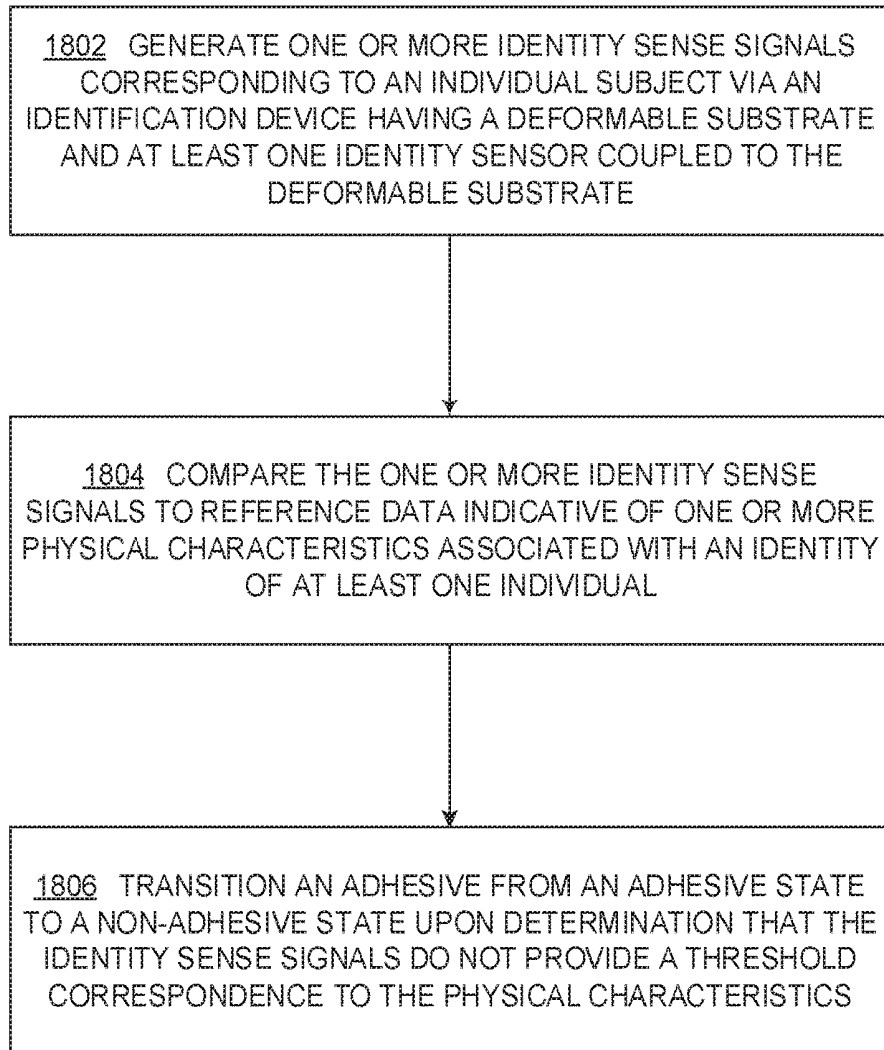 1802 GENERATE ONE OR MORE IDENTITY SENSE SIGNALS
CORRESPONDING TO AN INDIVIDUAL SUBJECT VIA AN
IDENTIFICATION DEVICE HAVING A DEFORMABLE SUBSTRATE
AND AT LEAST ONE IDENTITY SENSOR COUPLED TO THE
DEFORMABLE SUBSTRATE
1804 COMPARE THE ONE OR MORE IDENTITY SENSE
SIGNALS TO REFERENCE DATA INDICATIVE OF ONE OR MORE
PHYSICAL CHARACTERISTICS ASSOCIATED WITH AN IDENTITY
OF AT LEAST ONE INDIVIDUAL
1806 TRANSITION AN ADHESIVE FROM AN ADHESIVE STATE
TO A NON-ADHESIVE STATE UPON DETERMINATION THAT THE
IDENTITY SENSE SIGNALS DO NOT PROVIDE A THRESHOLD
CORRESPONDENCE TO THE PHYSICAL CHARACTERISTICS